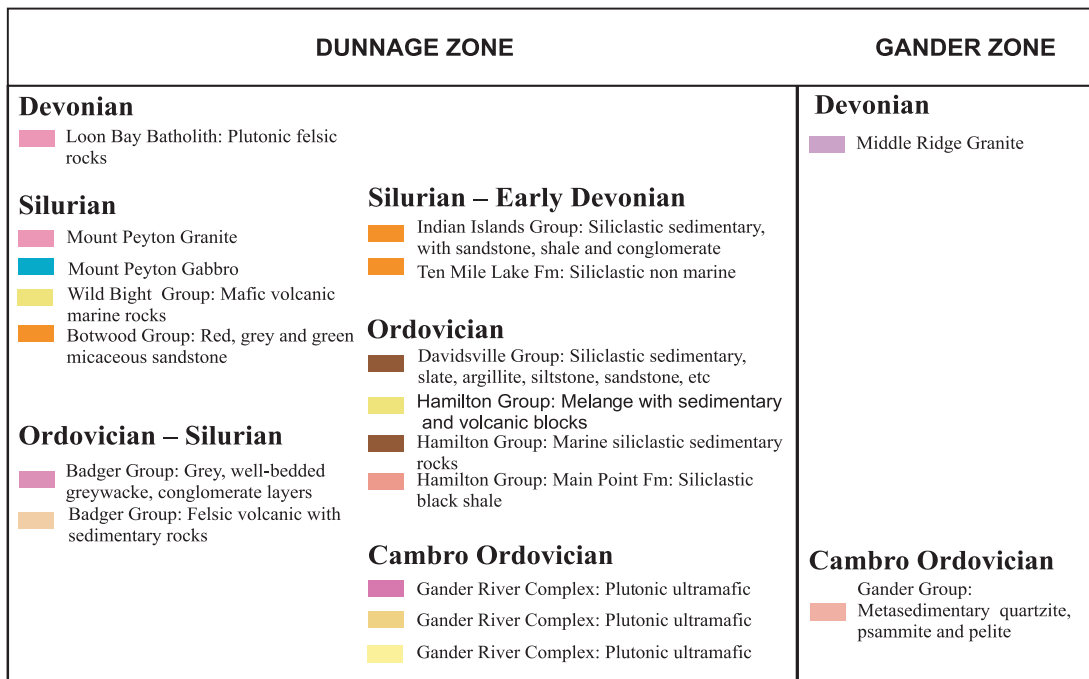 DUNNAGE ZONE
Devonian
Loon Bay Batholith: Plutonic felsic
rocks
Silurian
Mount Peyton Granite
Mount Peyton Gabbro
Wild Bight Group: Mafic volcanic
marine rocks
Botwood Group: Red, grey and green
micaceous sandstone
Ordovician – Silurian
Badger Group: Grey, well-bedded
greywacke, conglomerate layers
Badger Group: Felsic volcanic with
sedimentary rocks
Silurian – Early Devonian
Indian Islands Group: Siliclastic sedimentary,
with sandstone, shale and conglomerate
Ten Mile Lake Fm: Siliclastic non marine
Ordovician
Davidsville Group: Siliclastic sedimentary,
slate, argillite, siltstone, sandstone, etc
Hamilton Group: Melange with sedimentary
and volcanic blocks
Hamilton Group: Marine siliclastic sedimentary
rocks
Hamilton Group: Main Point Fm: Siliclastic
black shale
Cambro Ordovician
Gander River Complex: Plutonic ultramafic
Gander River Complex: Plutonic ultramafic
Gander River Complex: Plutonic ultramafic
GANDER ZONE
Devonian
Middle Ridge Granite
Cambro Ordovician
Gander Group:
Metasedimentary quartzite,
psammite and pelite